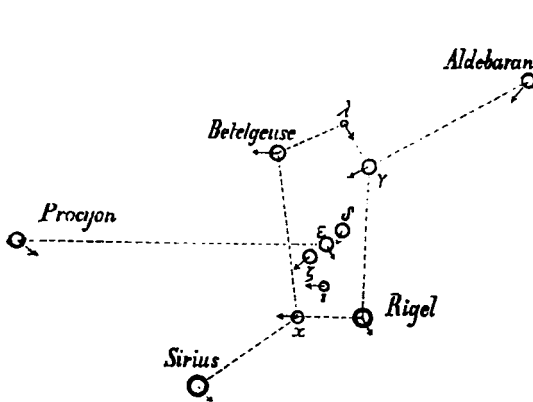 Aldebaran
λ
Betelgeuse
γ
Procyon
δ
ε
ζ
ι
Rigel
x
Sirius